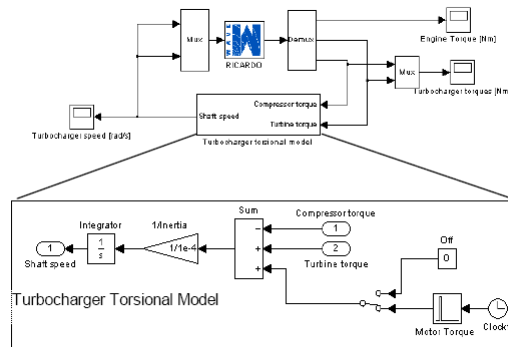 Mux
WAVE
RICARDO
Demux
Engine Torque [Nm]
Mux
Turbocharger torques [Nm
Turbocharger speed [rad/s]
Shaft speed
Compressor torque
Turbine torque
Turbocharger torsional model
Integrator
1/Inertia
Sum
Compressor torque
1
1
s
1/1e-4
−
+
+
1
2
Turbine torque
Shaft speed
Off
0
Turbocharger Torsional Model
Motor Torque
Clock